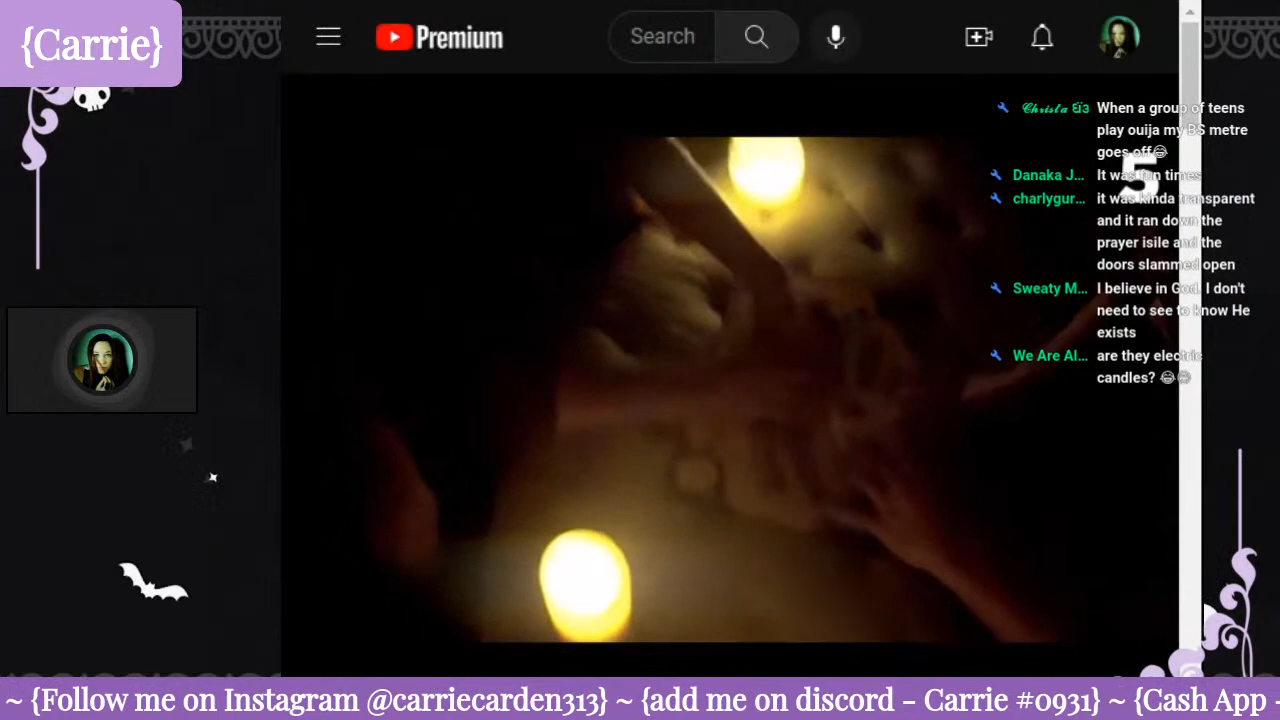 {Carrie}
Premium
Search
𝓒𝓱𝓻𝓲𝓼𝓽𝓪 εïз When a group of teens
play ouija my BS metre
goes off😂
5
Danaka J... It was fun times
charlygur... it was kinda transparent
and it ran down the
prayer isile and the
doors slammed open
Sweaty M... I believe in God. I don't
need to see to know He
exists
We Are Al... are they electric
candles? 😂😂
~ {Follow me on Instagram @carriecarden313} ~ {add me on discord - Carrie #0931} ~ {Cash App -